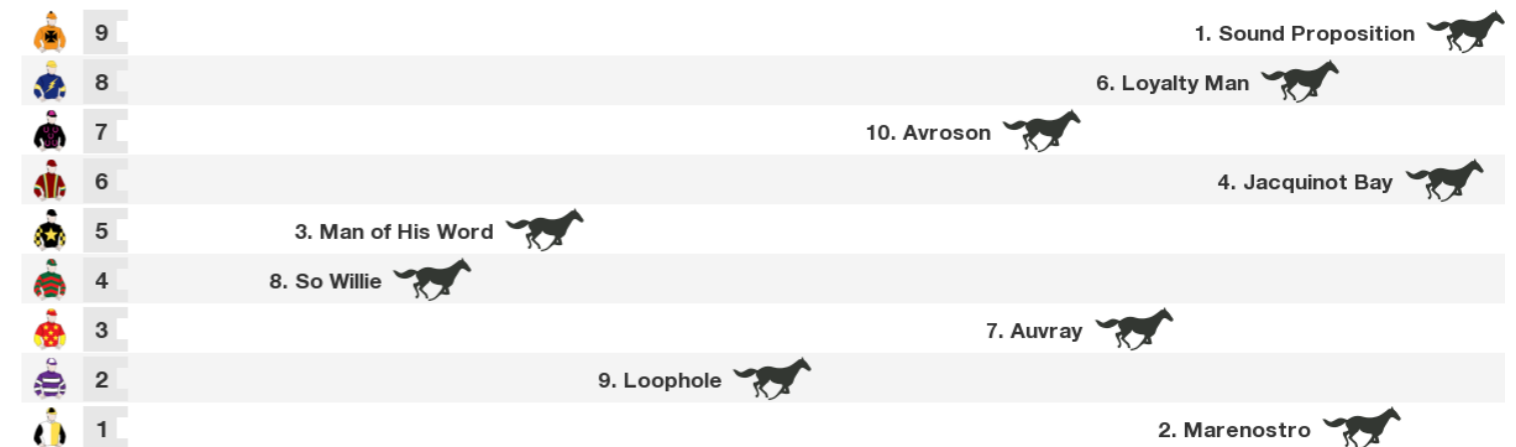 9 1. Sound Proposition
8 6. Loyalty Man
7 10. Avroson
6 4. Jacquinot Bay
5 3. Man of His Word
4 8. So Willie
3 7. Auvray
2 9. Loophole
1 2. Marenostro